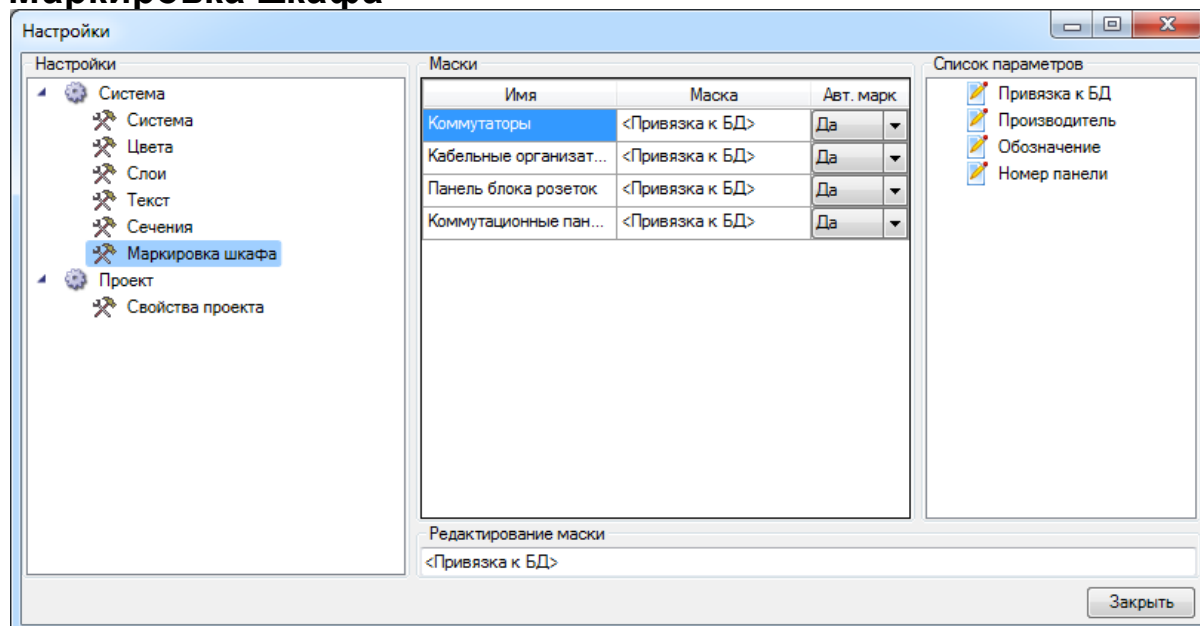 Маркировка шкафа
Настройки
Настройки
Система
Система
Цвета
Слои
Текст
Сечения
Маркировка шкафа
Проект
Свойства проекта
Маски
Имя Маска Авт. марк
Коммутаторы <Привязка к БД> Да
Кабельные организат... <Привязка к БД> Да
Панель блока розеток <Привязка к БД> Да
Коммутационные пан... <Привязка к БД> Да
Редактирование маски
<Привязка к БД>
Список параметров
Привязка к БД
Производитель
Обозначение
Номер панели
Закрыть